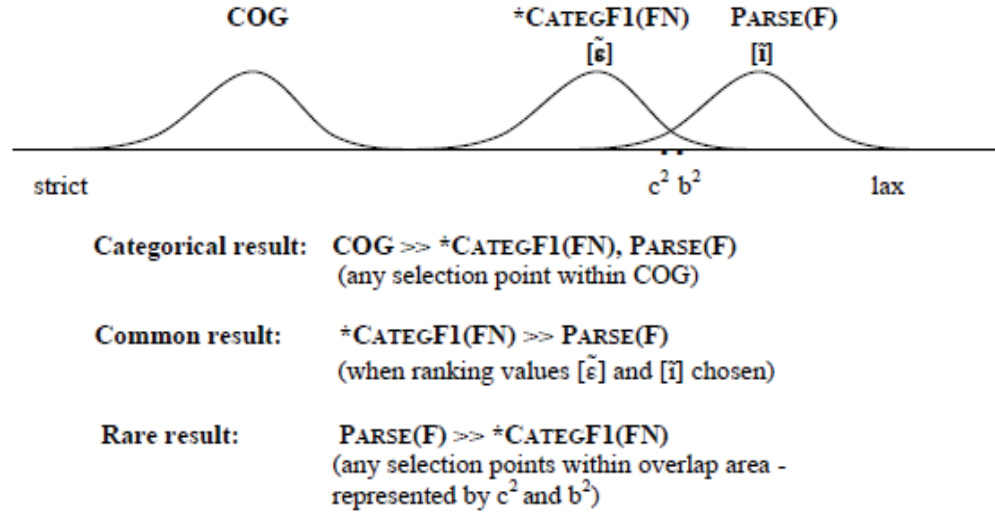 COG *CATEGF1(FN) PARSE(F)
[ɛ̃] [ĩ]
strict c² b² lax
Categorical result: COG >> *CATEGF1(FN), PARSE(F)
(any selection point within COG)
Common result: *CATEGF1(FN) >> PARSE(F)
(when ranking values [ɛ̃] and [ĩ] chosen)
Rare result: PARSE(F) >> *CATEGF1(FN)
(any selection points within overlap area -
represented by c² and b²)